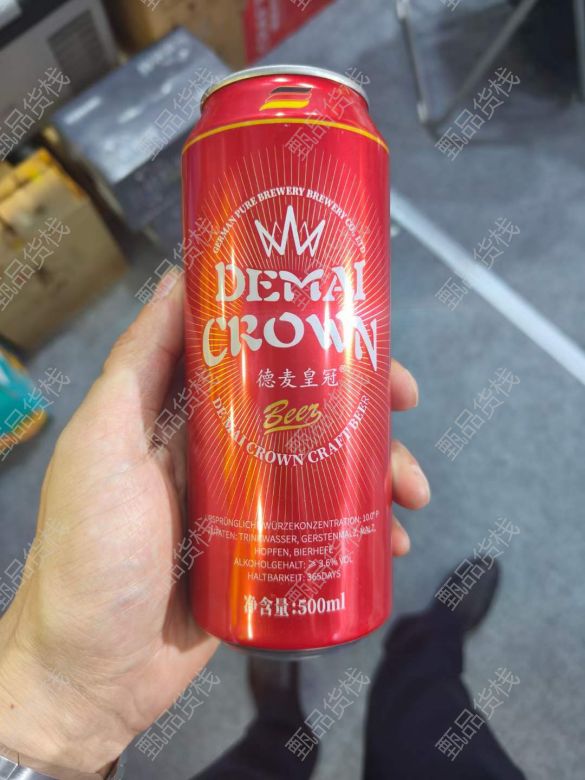 GERMAN PURE BREWERY BREWERY CO., LTD
DEMAI
CROWN
德麦皇冠®
Beer
DEMAI CROWN CRAFT BEER
URSPRÜNGLICHE WÜRZEKONZENTRATION: 10.0°P
ZUTATEN: TRINKWASSER, GERSTENMALZ, MALZ,
HOPFEN, BIERHEFE
ALKOHOLGEHALT: ≥ 3.6% VOL
HALTBARKEIT: 365DAYS
净含量:500ml
甄品货栈